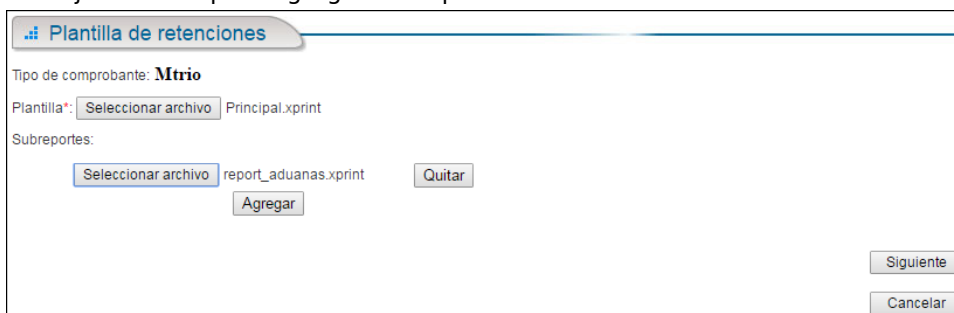 Plantilla de retenciones
Tipo de comprobante: Mtrio
Plantilla*: Seleccionar archivo Principal.xprint
Subreportes:
Seleccionar archivo report_aduanas.xprint Quitar
Agregar
Siguiente
Cancelar